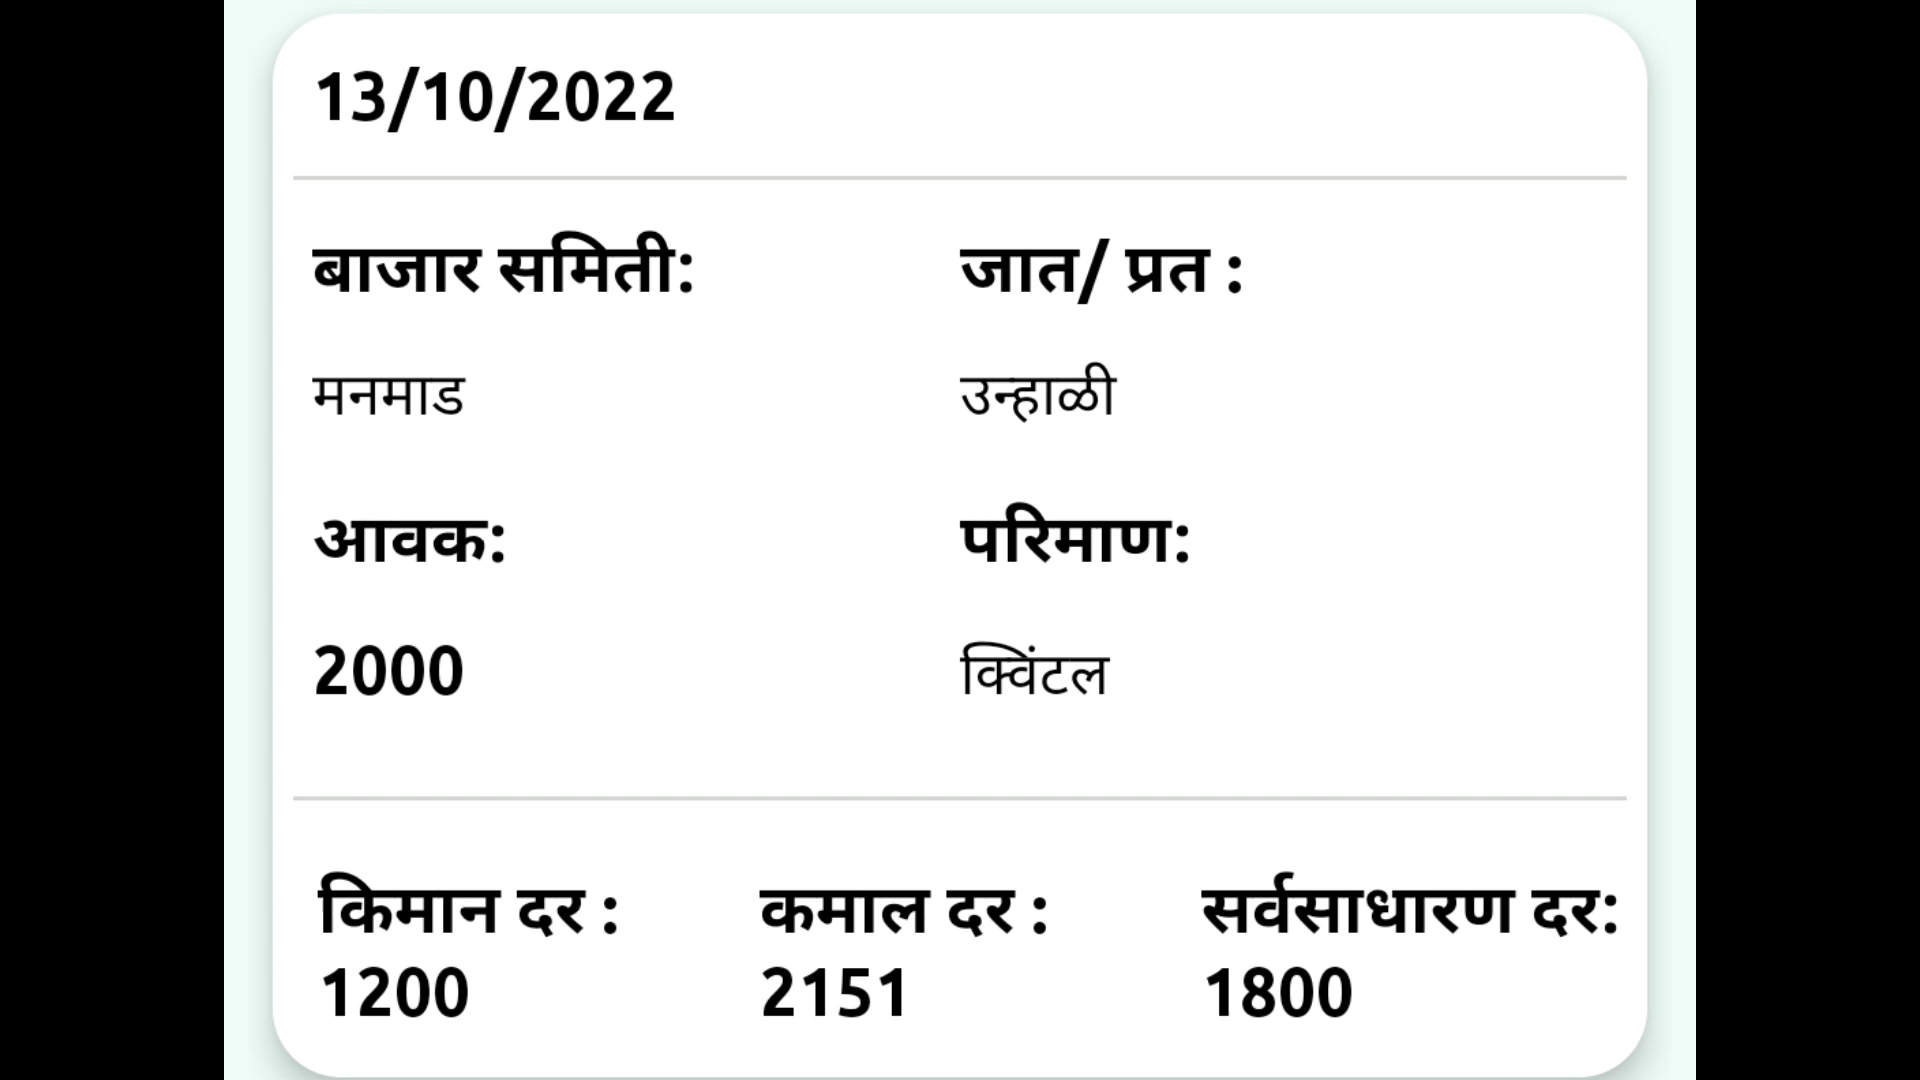 13/10/2022
बाजार समिती: जात/ प्रत :
मनमाड उन्हाळी
आवक: परिमाण:
2000 क्विंटल
किमान दर : कमाल दर : सर्वसाधारण दर:
1200 2151 1800